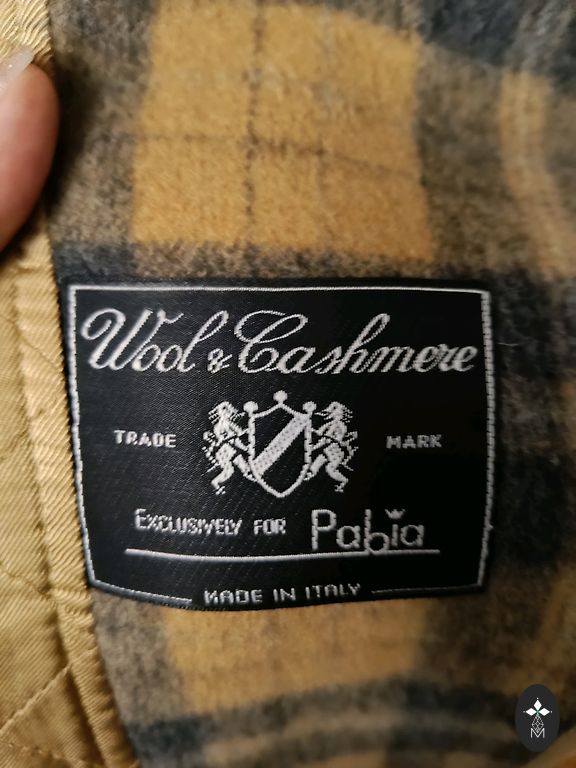 Wool & Cashmere
TRADE MARK
EXCLUSIVELY FOR Pabia
MADE IN ITALY
M